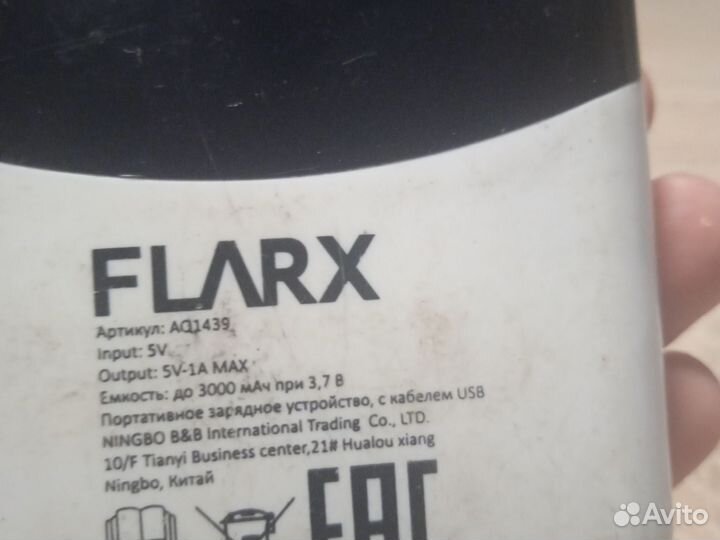 FLARX
Артикул: AO1439
Input: 5V
Output: 5V-1A MAX
Емкость: до 3000 мАч при 3,7 В
Портативное зарядное устройство, с кабелем USB
NINGBO B&B International Trading Co., LTD.
10/F Tianyi Business center,21# Hualou xiang
Ningbo, Китай
EAC
Avito